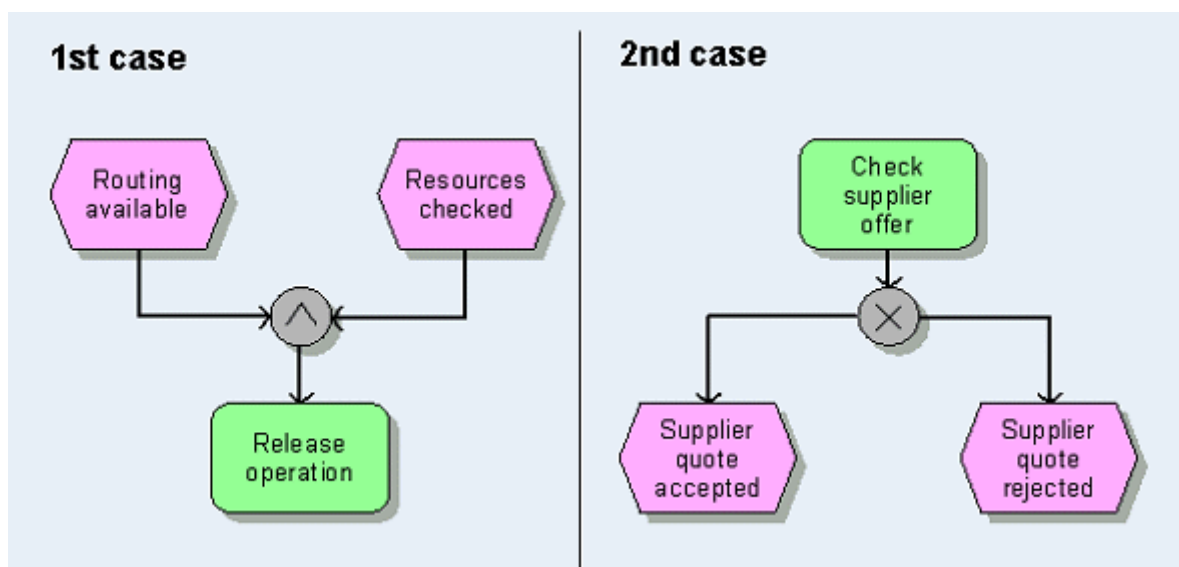 1st case
Routing
available
Resources
checked
Release
operation
2nd case
Check
supplier
offer
Supplier
quote
accepted
Supplier
quote
rejected